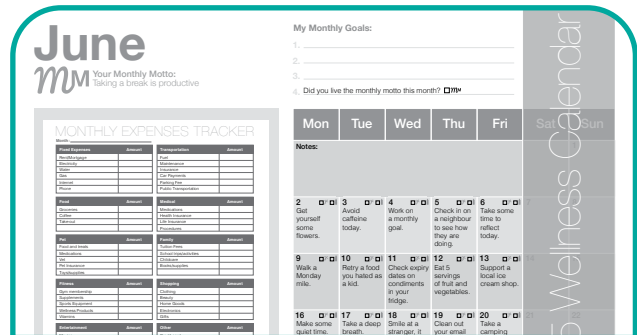 June
My Monthly Goals:
1.
2.
3.
4. Did you live the monthly motto this month?
Your Monthly Motto:
Taking a break is productive
MONTHLY EXPENSES TRACKER
Month:
Fixed Expenses Amount
Rent/Mortgage
Electricity
Water
Gas
Internet
Phone
Transportation Amount
Fuel
Maintenance
Insurance
Car Payments
Parking Fee
Public Transportation
Food Amount
Groceries
Coffee
Take-out
Medical Amount
Medications
Health Insurance
Life Insurance
Procedures
Pet Amount
Food and treats
Medications
Vet
Pet Insurance
Toys/supplies
Family Amount
Tuition Fees
School trips/activities
Childcare
Books/supplies
Fitness Amount
Gym membership
Supplements
Sports Equipment
Wellness Products
Vitamins
Shopping Amount
Clothing
Beauty
Home Goods
Electronics
Gifts
Entertainment Amount
Other Amount
Mon Tue Wed Thu Fri Sat Sun
Notes:
2
Get
yourself
some
flowers.
3
Avoid
caffeine
today.
4
Work on
a monthly
goal.
5
Check in on
a neighbour
to see how
they are
doing.
6
Take some
time to
reflect
today.
9
Walk a
Monday
mile.
10
Retry a food
you hated as
a kid.
11
Check expiry
dates on
condiments
in your
fridge.
12
Eat 5
servings
of fruit and
vegetables.
13
Support a
local ice
cream shop.
14
16
Make some
quiet time.
17
Take a deep
breath.
18
Smile at a
stranger, it
19
Clean out
your email
20
Take a
camping
22
Wellness Calendar